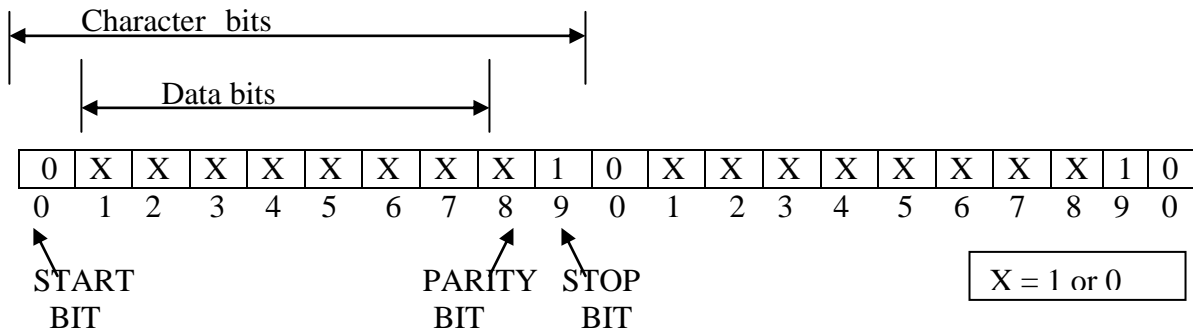 Character bits
Data bits
0 X X X X X X X X 1 0 X X X X X X X X 1 0
0 1 2 3 4 5 6 7 8 9 0 1 2 3 4 5 6 7 8 9 0
START PARITY STOP
BIT BIT BIT
X = 1 or 0